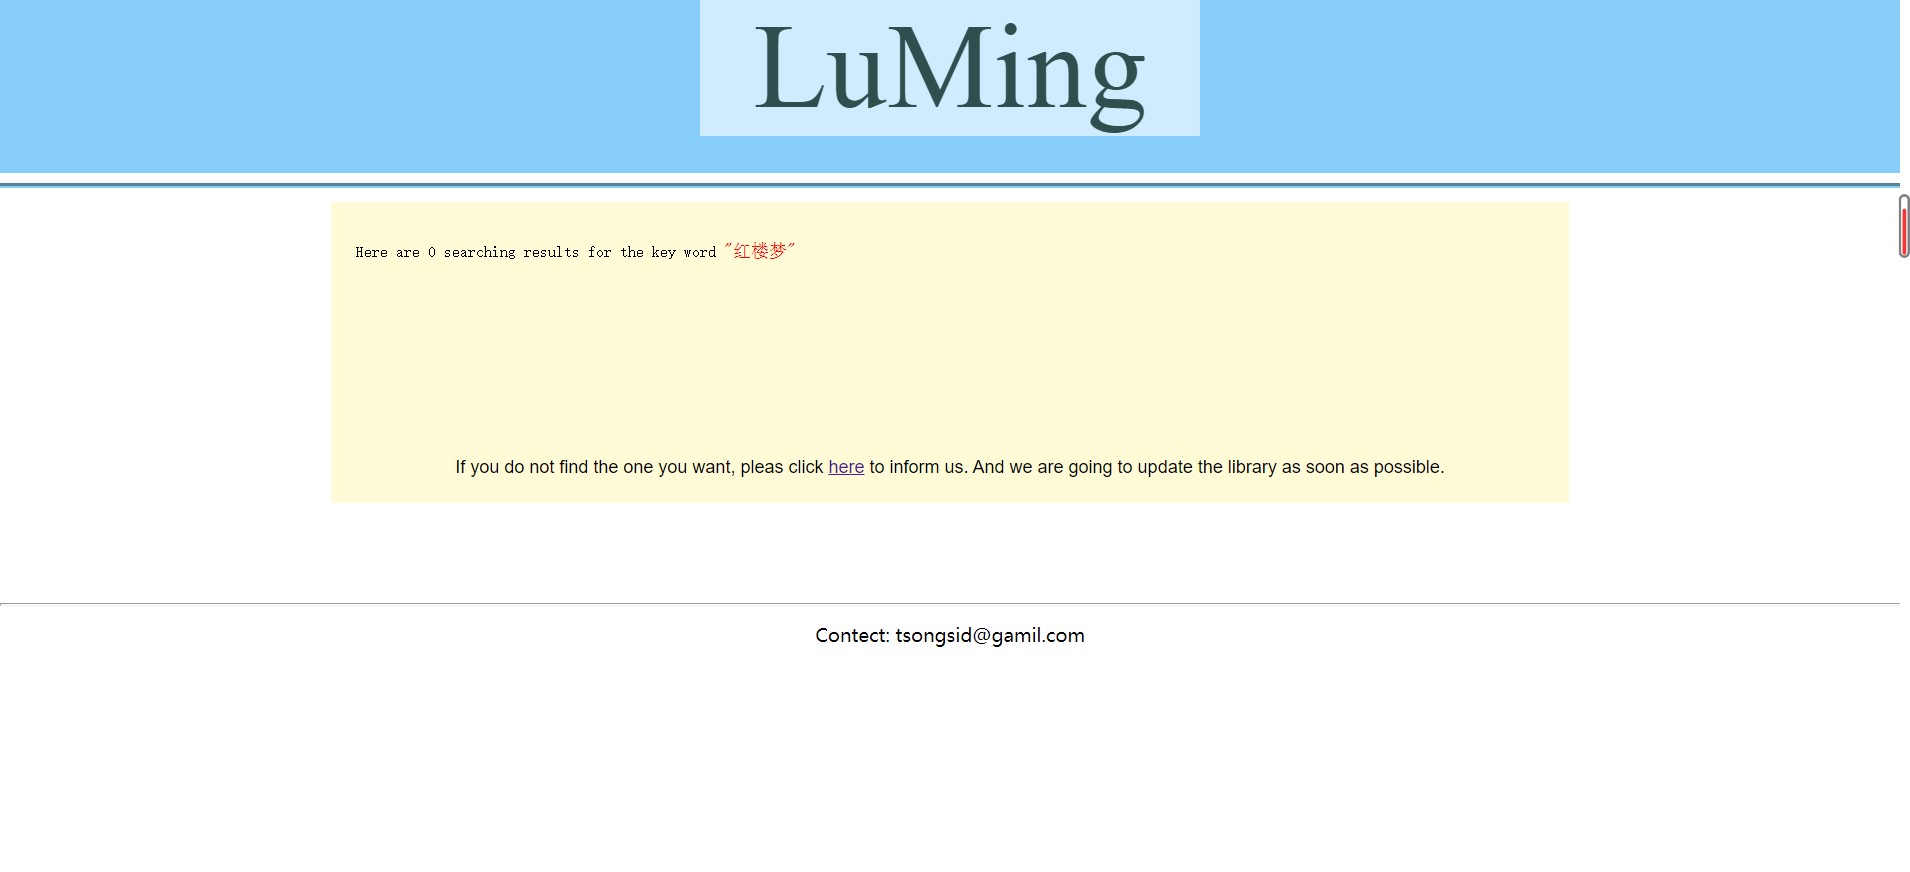 LuMing
Here are 0 searching results for the key word "红楼梦"
If you do not find the one you want, pleas click here to inform us. And we are going to update the library as soon as possible.
Contect: tsongsid@gamil.com